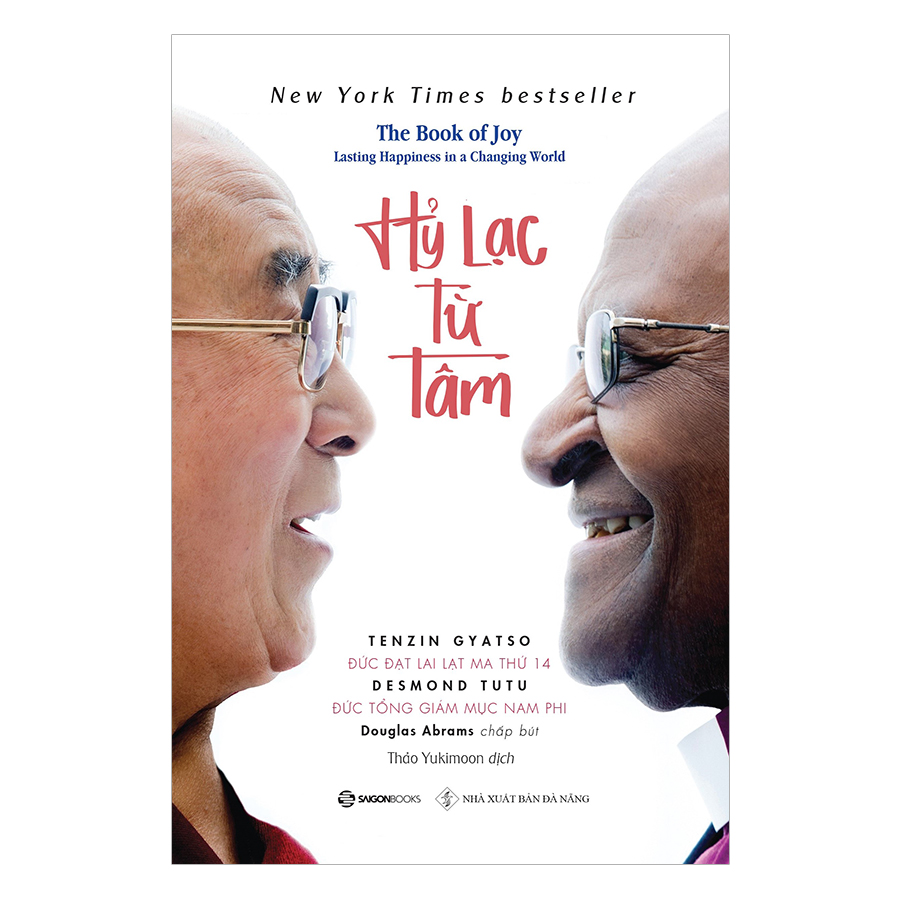 New York Times bestseller
The Book of Joy
Lasting Happiness in a Changing World
Hỷ Lạc
từ
tâm
TENZIN GYATSO
ĐỨC ĐẠT LAI LẠT MA THỨ 14
DESMOND TUTU
ĐỨC TỔNG GIÁM MỤC NAM PHI
Douglas Abrams chấp bút
Thảo Yukimoon dịch
SAIGONBOOKS NHÀ XUẤT BẢN ĐÀ NẴNG